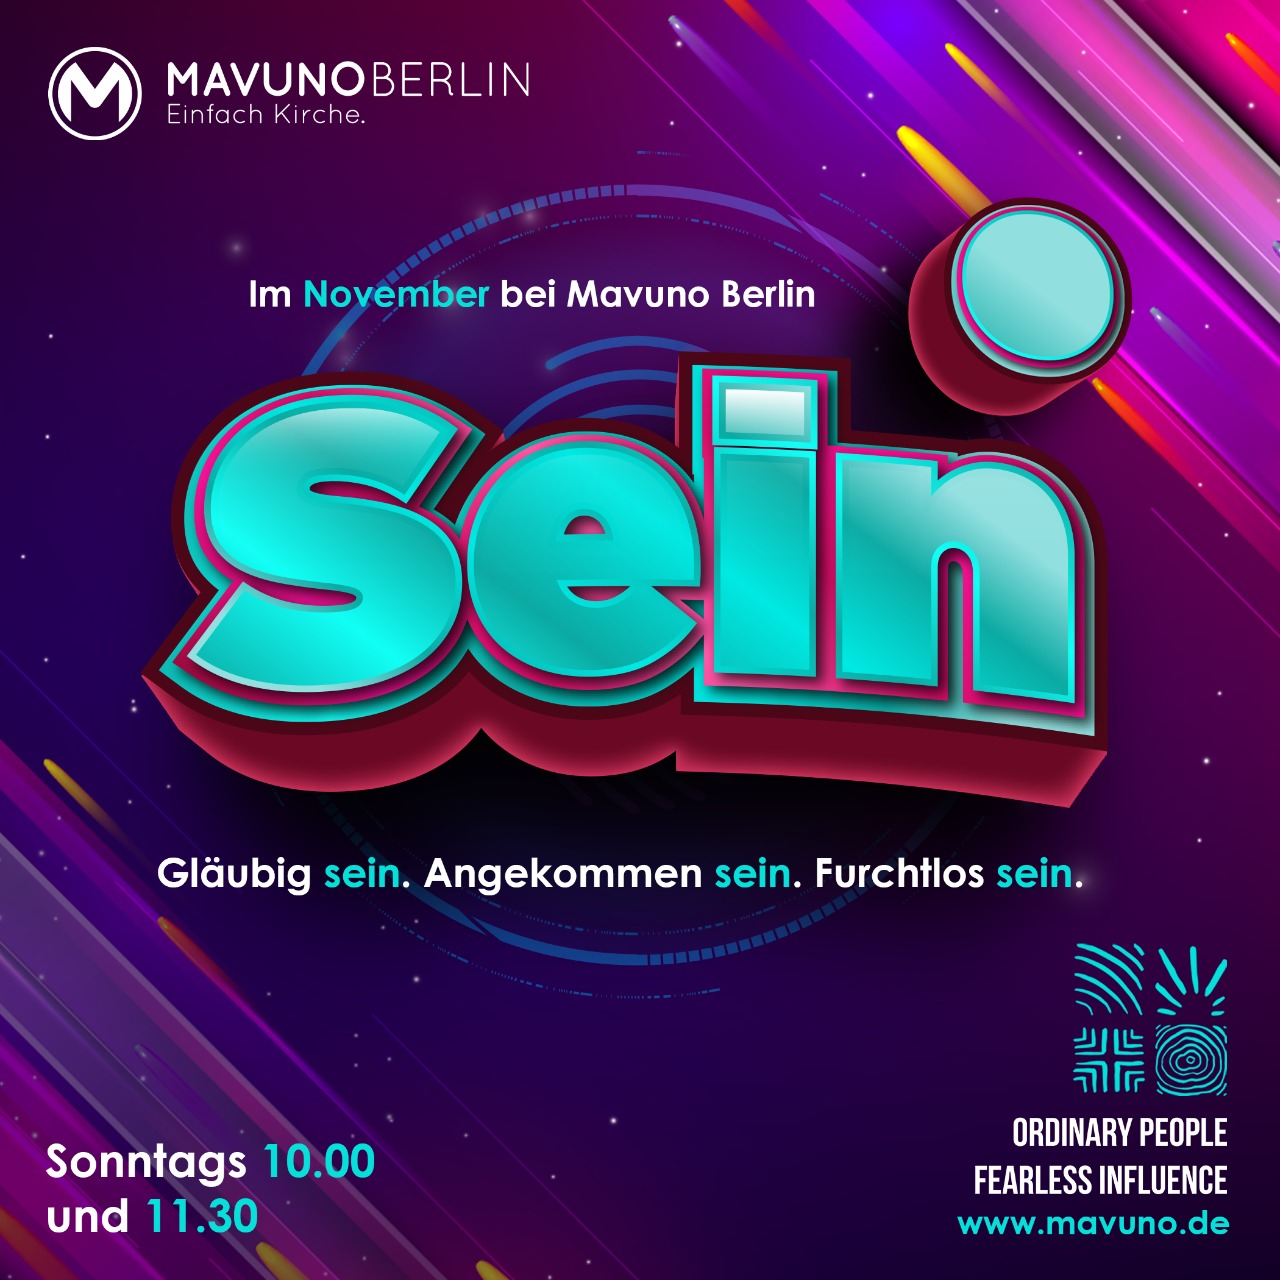 MAVUNOBERLIN
Einfach Kirche.
Im November bei Mavuno Berlin
Sein
Gläubig sein. Angekommen sein. Furchtlos sein.
Sonntags 10.00
und 11.30
ORDINARY PEOPLE
FEARLESS INFLUENCE
www.mavuno.de